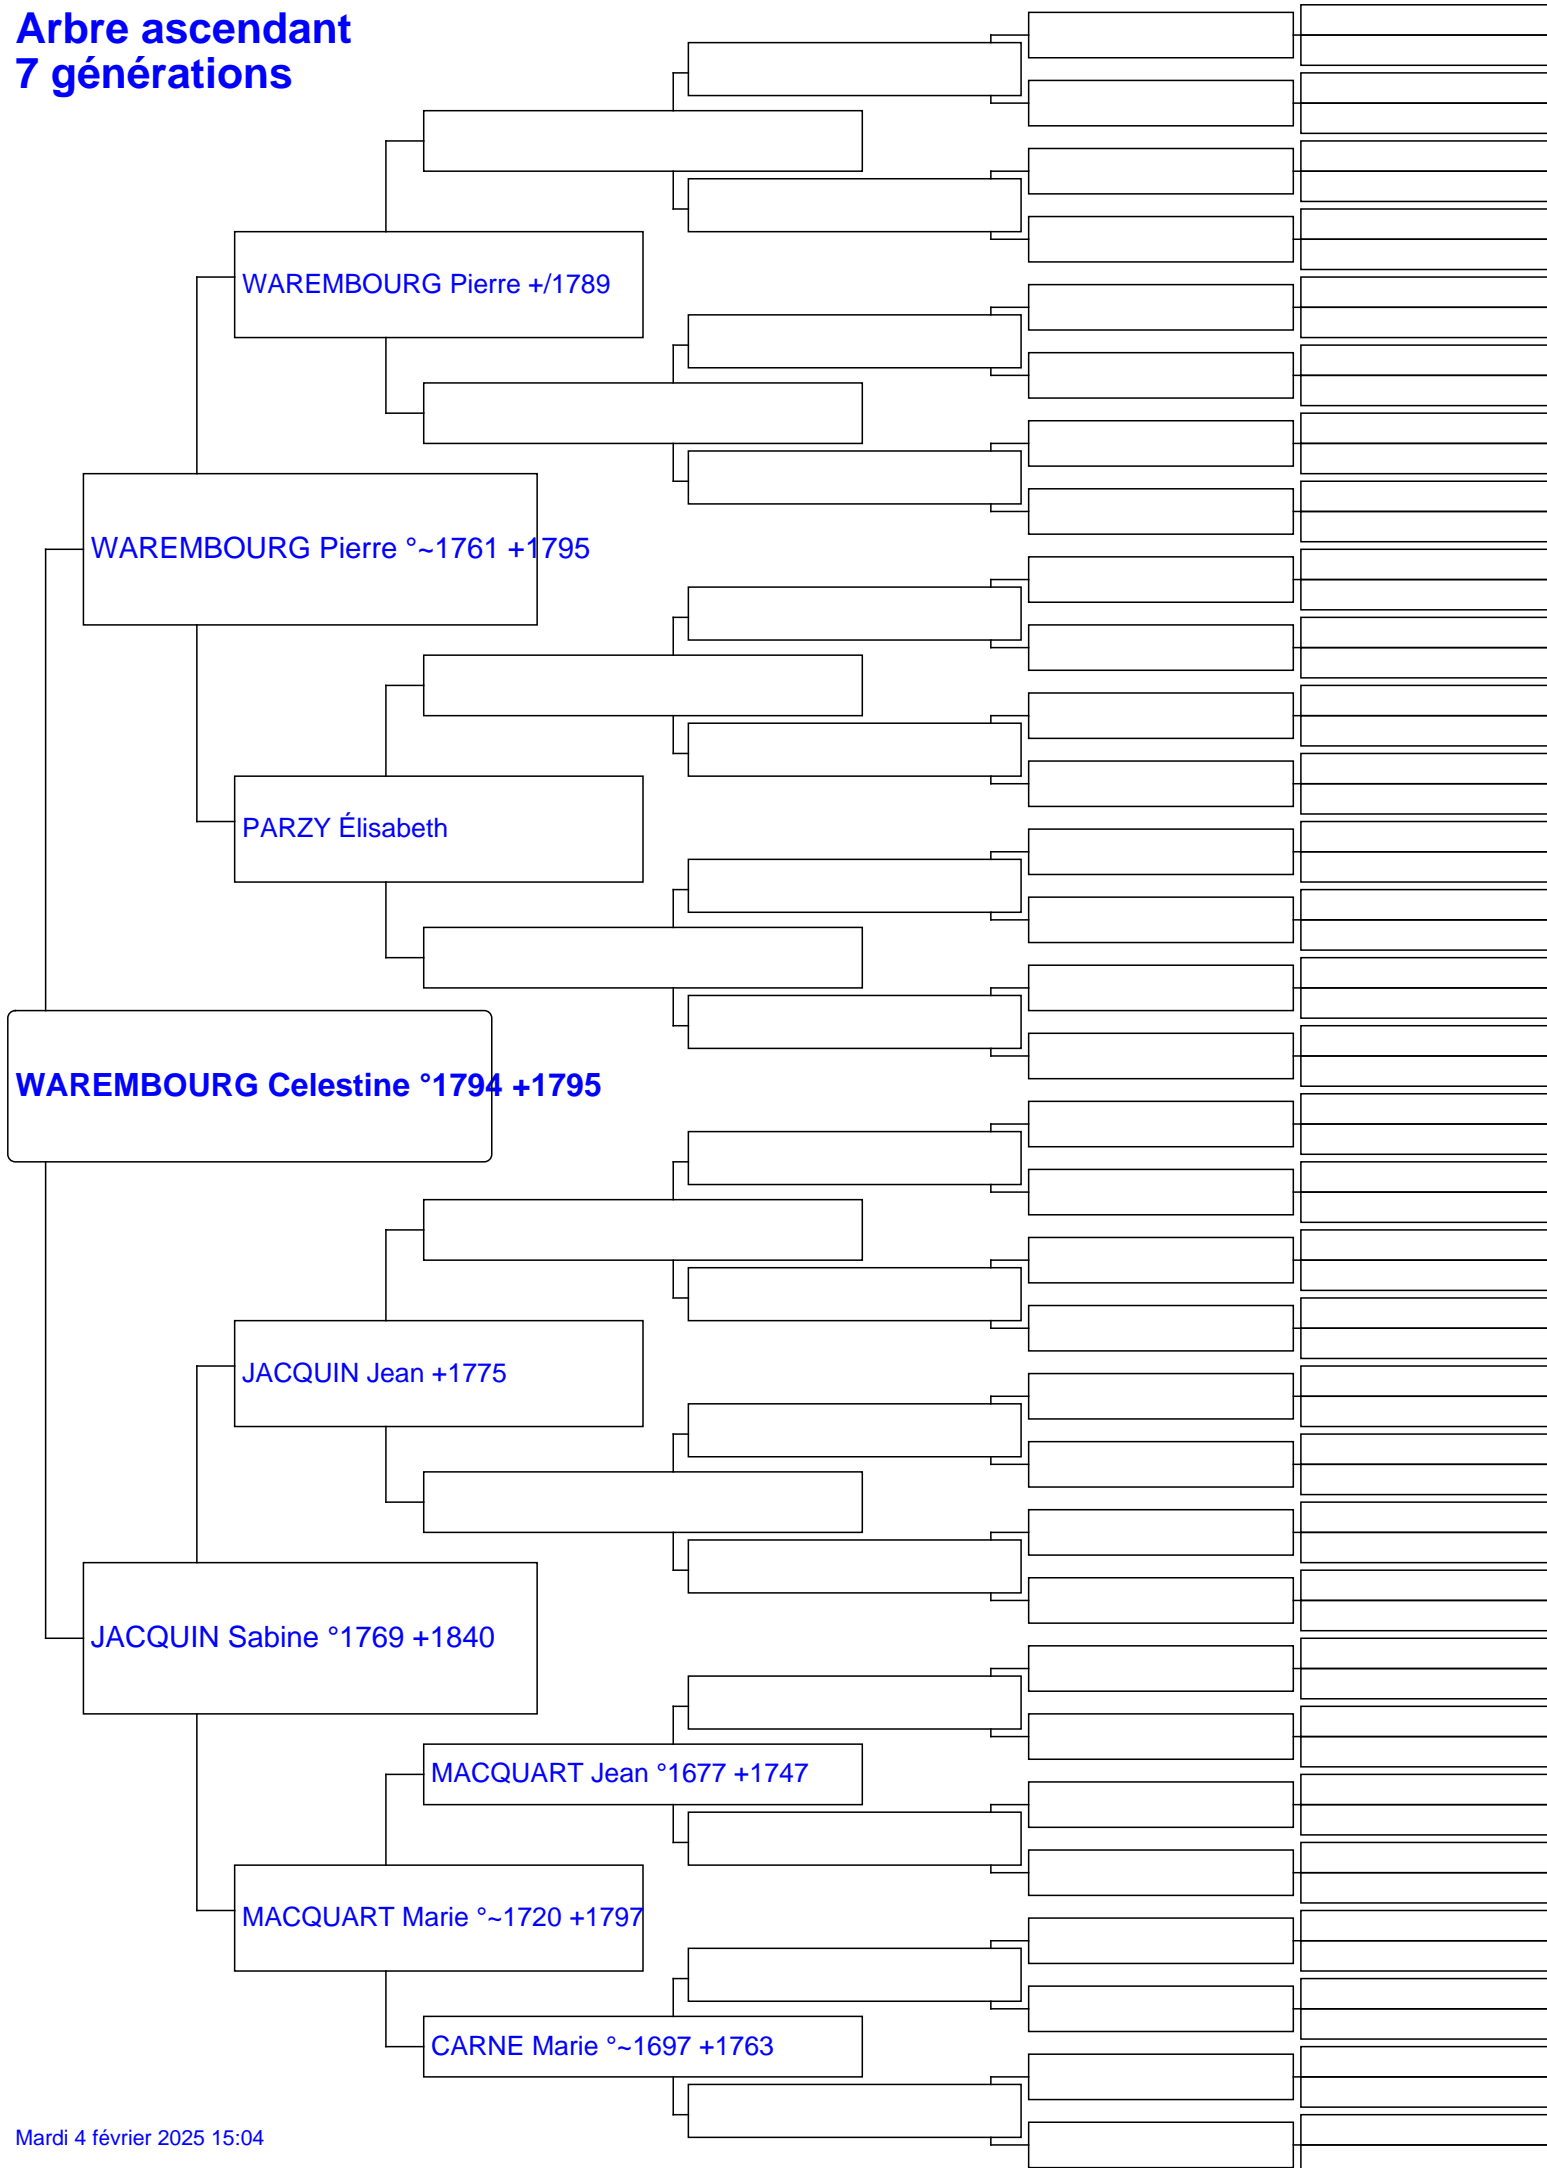 Arbre ascendant
7 générations
WAREMBOURG Pierre +/1789
WAREMBOURG Pierre °~1761 +1795
PARZY Élisabeth
WAREMBOURG Celestine °1794 +1795
JACQUIN Jean +1775
JACQUIN Sabine °1769 +1840
MACQUART Jean °1677 +1747
MACQUART Marie °~1720 +1797
CARNE Marie °~1697 +1763
Mardi 4 février 2025 15:04